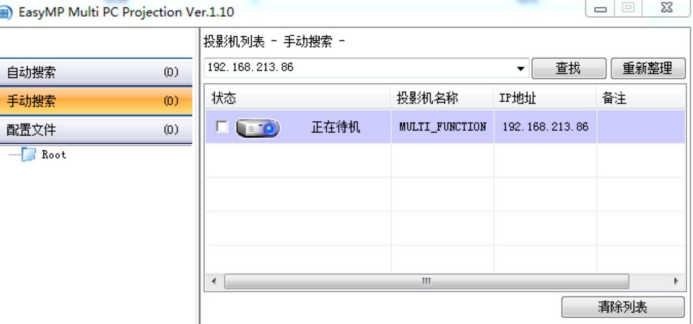 EasyMP Multi PC Projection Ver.1.10
投影机列表 - 手动搜索 -
192.168.213.86 查找 重新整理
自动搜索 (0)
手动搜索 (0)
配置文件 (0)
Root
状态 投影机名称 IP地址 备注
正在待机 MULTI_FUNCTION 192.168.213.86
清除列表